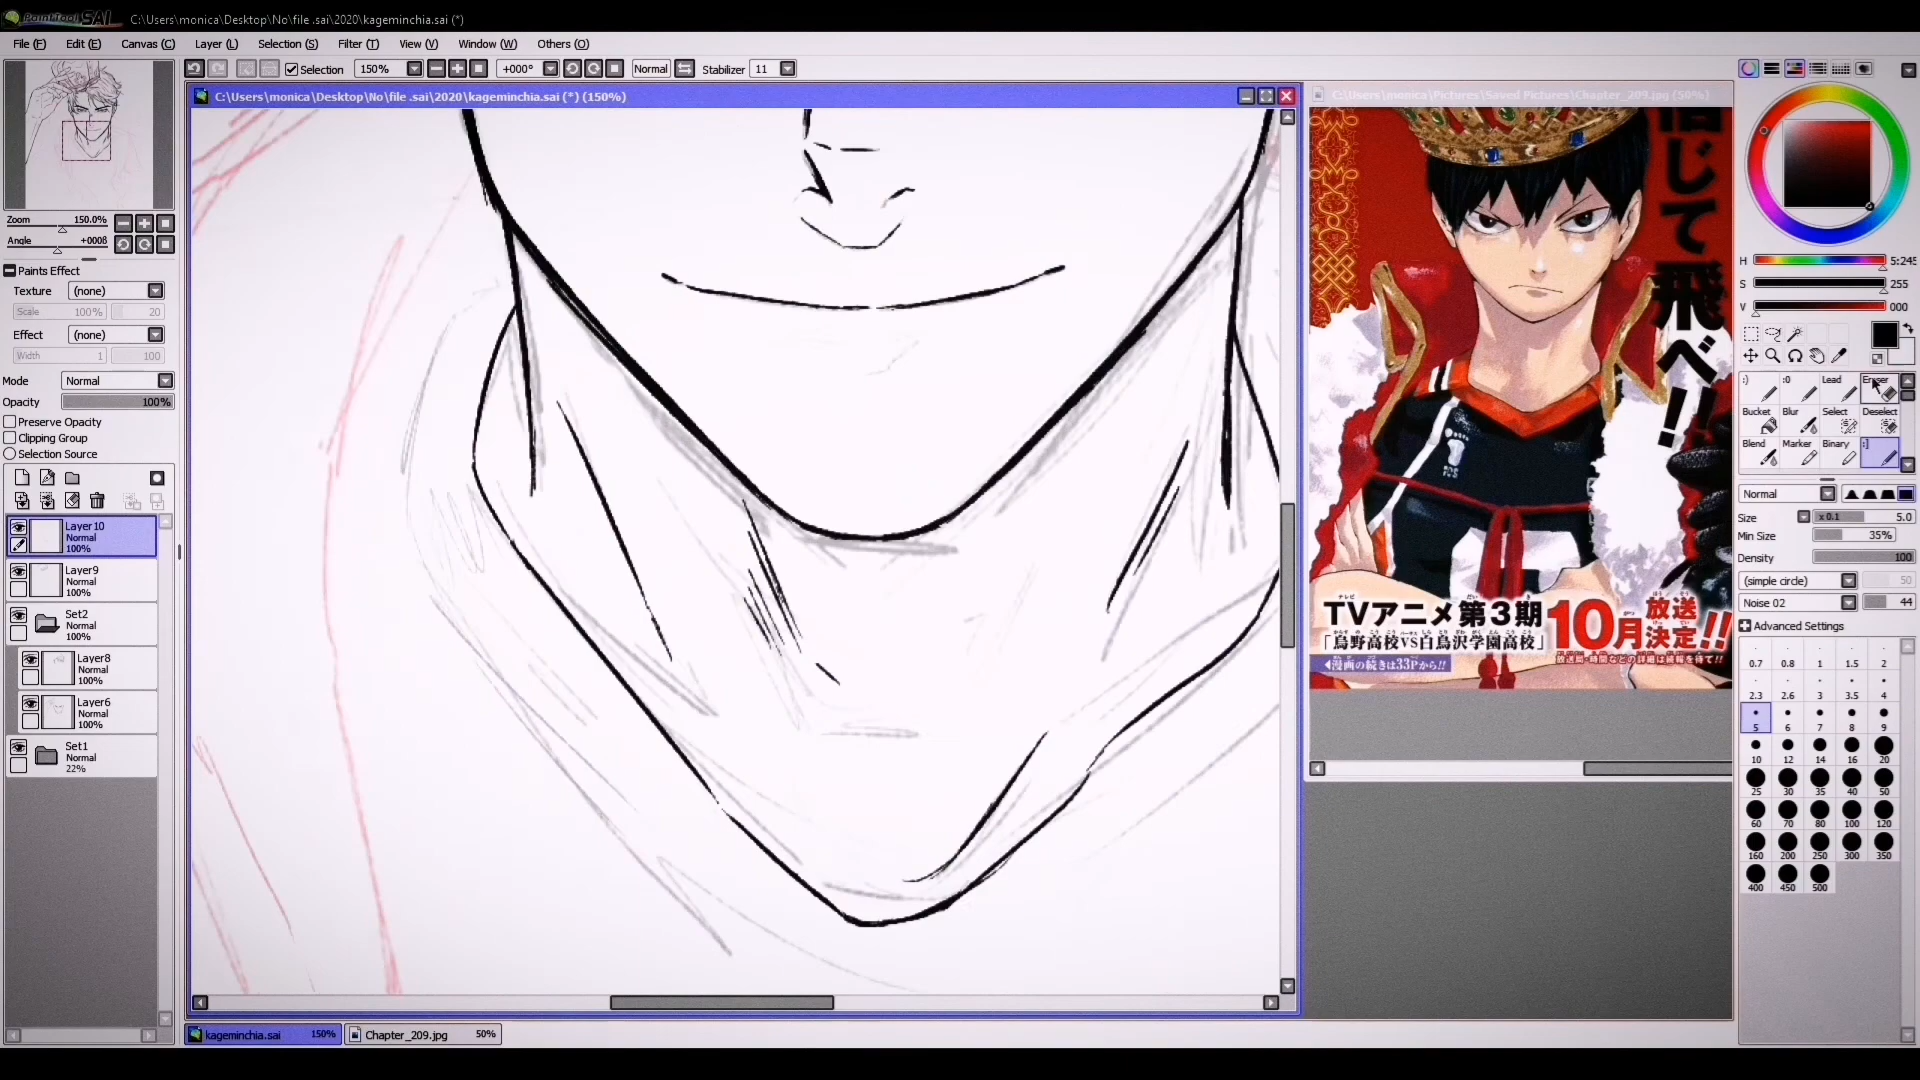 PaintTool SAI C:\Users\monica\Desktop\No\file .sai\2020\kageminchia.sai (*)
File (F) Edit (E) Canvas (C) Layer (L) Selection (S) Filter (T) View (V) Window (W) Others (O)
Selection 150% +000° Normal Stabilizer 11
C:\Users\monica\Desktop\No\file .sai\2020\kageminchia.sai (*) (150%)
C:\Users\monica\Pictures\Saved Pictures\Chapter_209.jpg (50%)
Zoom 150.0%
Angle +0008
Paints Effect
Texture (none)
Scale 100% 20
Effect (none)
Width 1 100
Mode Normal
Opacity 100%
Preserve Opacity
Clipping Group
Selection Source
Layer10
Normal
100%
Layer9
Normal
100%
Set2
Normal
100%
Layer8
Normal
100%
Layer6
Normal
100%
Set1
Normal
22%
じて飛べ!!
TVアニメ第3期10月放送決定!!
「烏野高校VS白鳥沢学園高校」
◀漫画の続きは33Pから!!
H 5:245
S 255
V 000
:) :0 Lead Eraser
Bucket Blur Select Deselect
Blend Marker Binary :]
Normal
Size x 0.1 5.0
Min Size 35%
Density 100
(simple circle) 50
Noise 02 44
Advanced Settings
0.7 0.8 1 1.5 2
2.3 2.6 3 3.5 4
5 6 7 8 9
10 12 14 16 20
25 30 35 40 50
60 70 80 100 120
160 200 250 300 350
400 450 500
kageminchia.sai 150% Chapter_209.jpg 50%